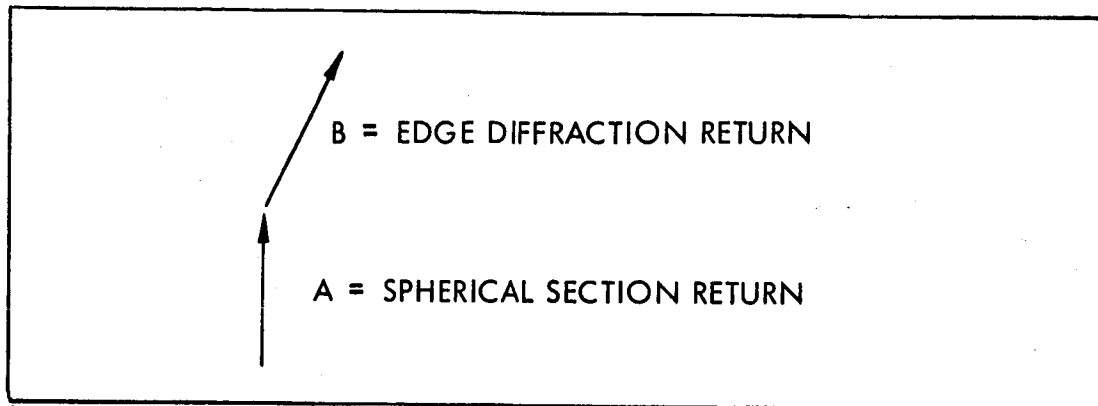 B = EDGE DIFFRACTION RETURN
A = SPHERICAL SECTION RETURN